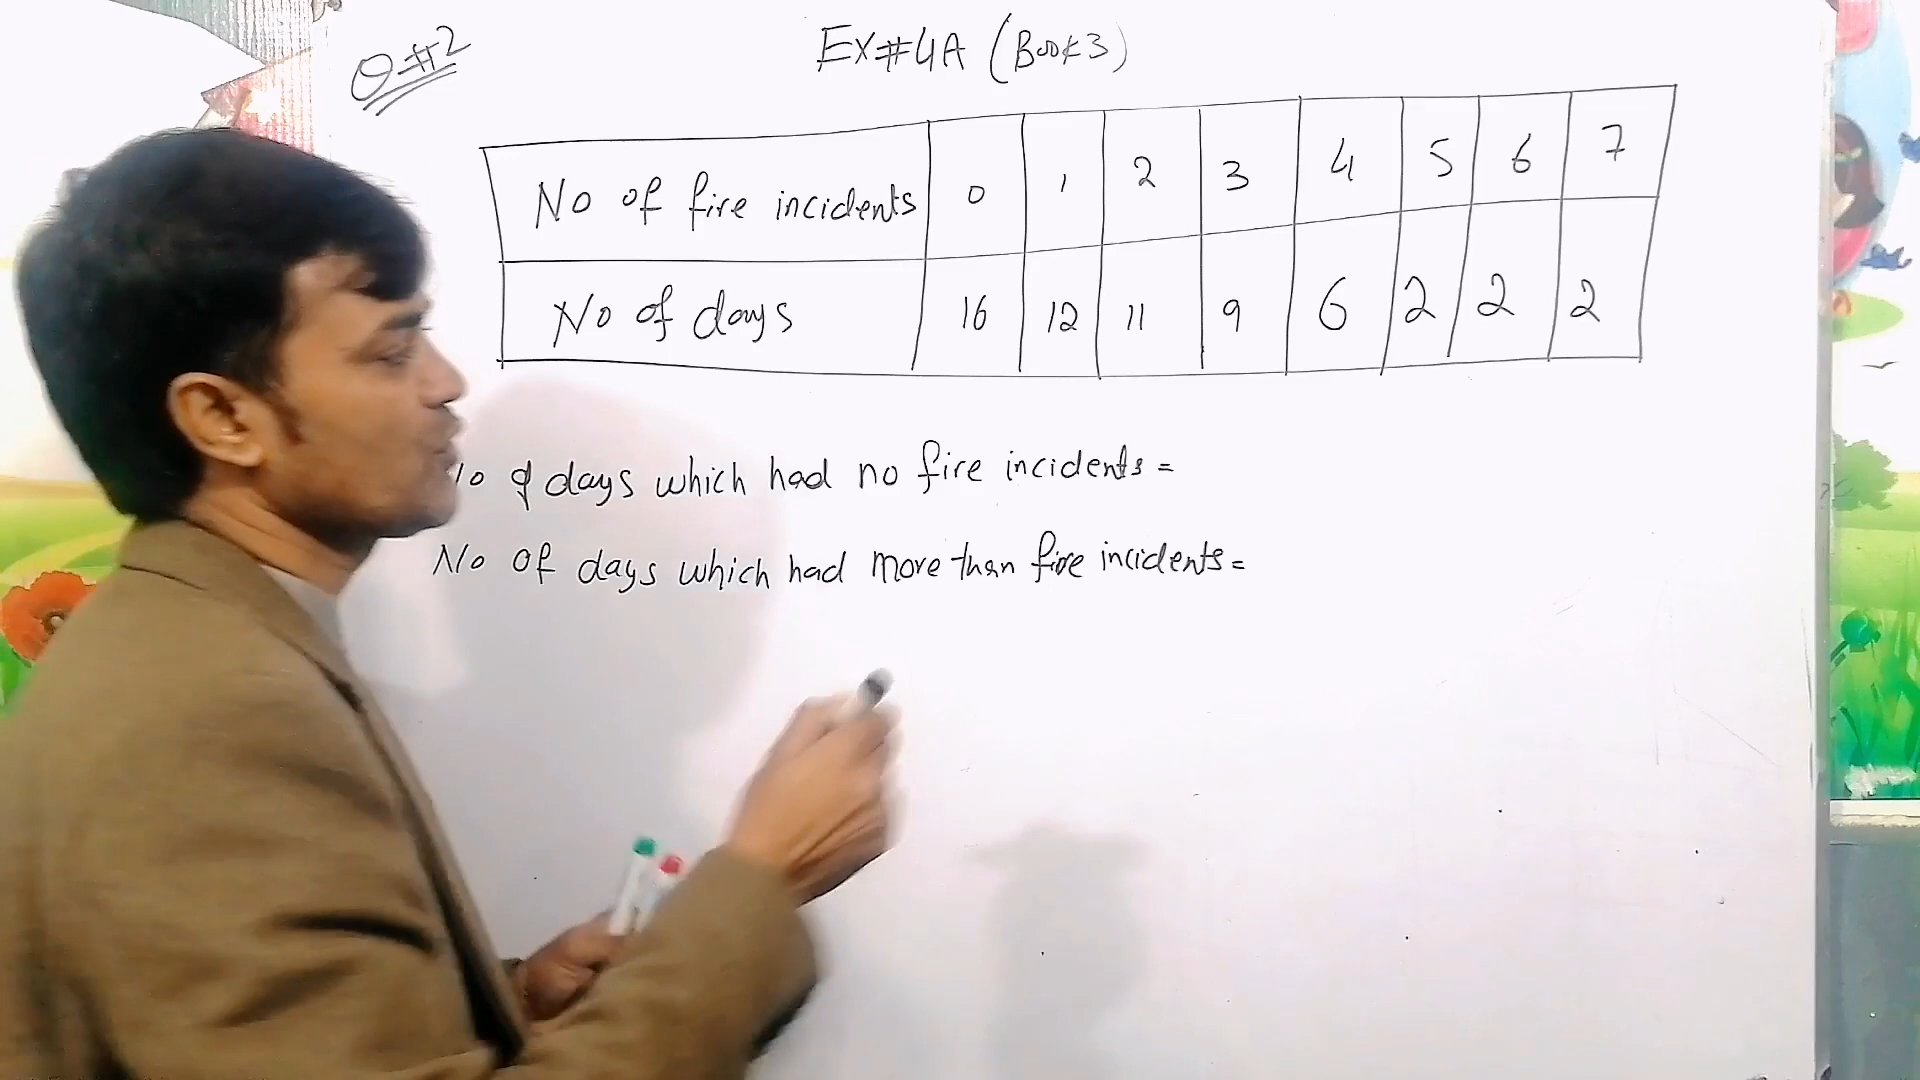 Q#2
EX#4A (Book3)
No of fire incidents 0 1 2 3 4 5 6 7
No of days 16 12 11 9 6 2 2 2
No of days which had no fire incidents =
No of days which had more than five incidents =